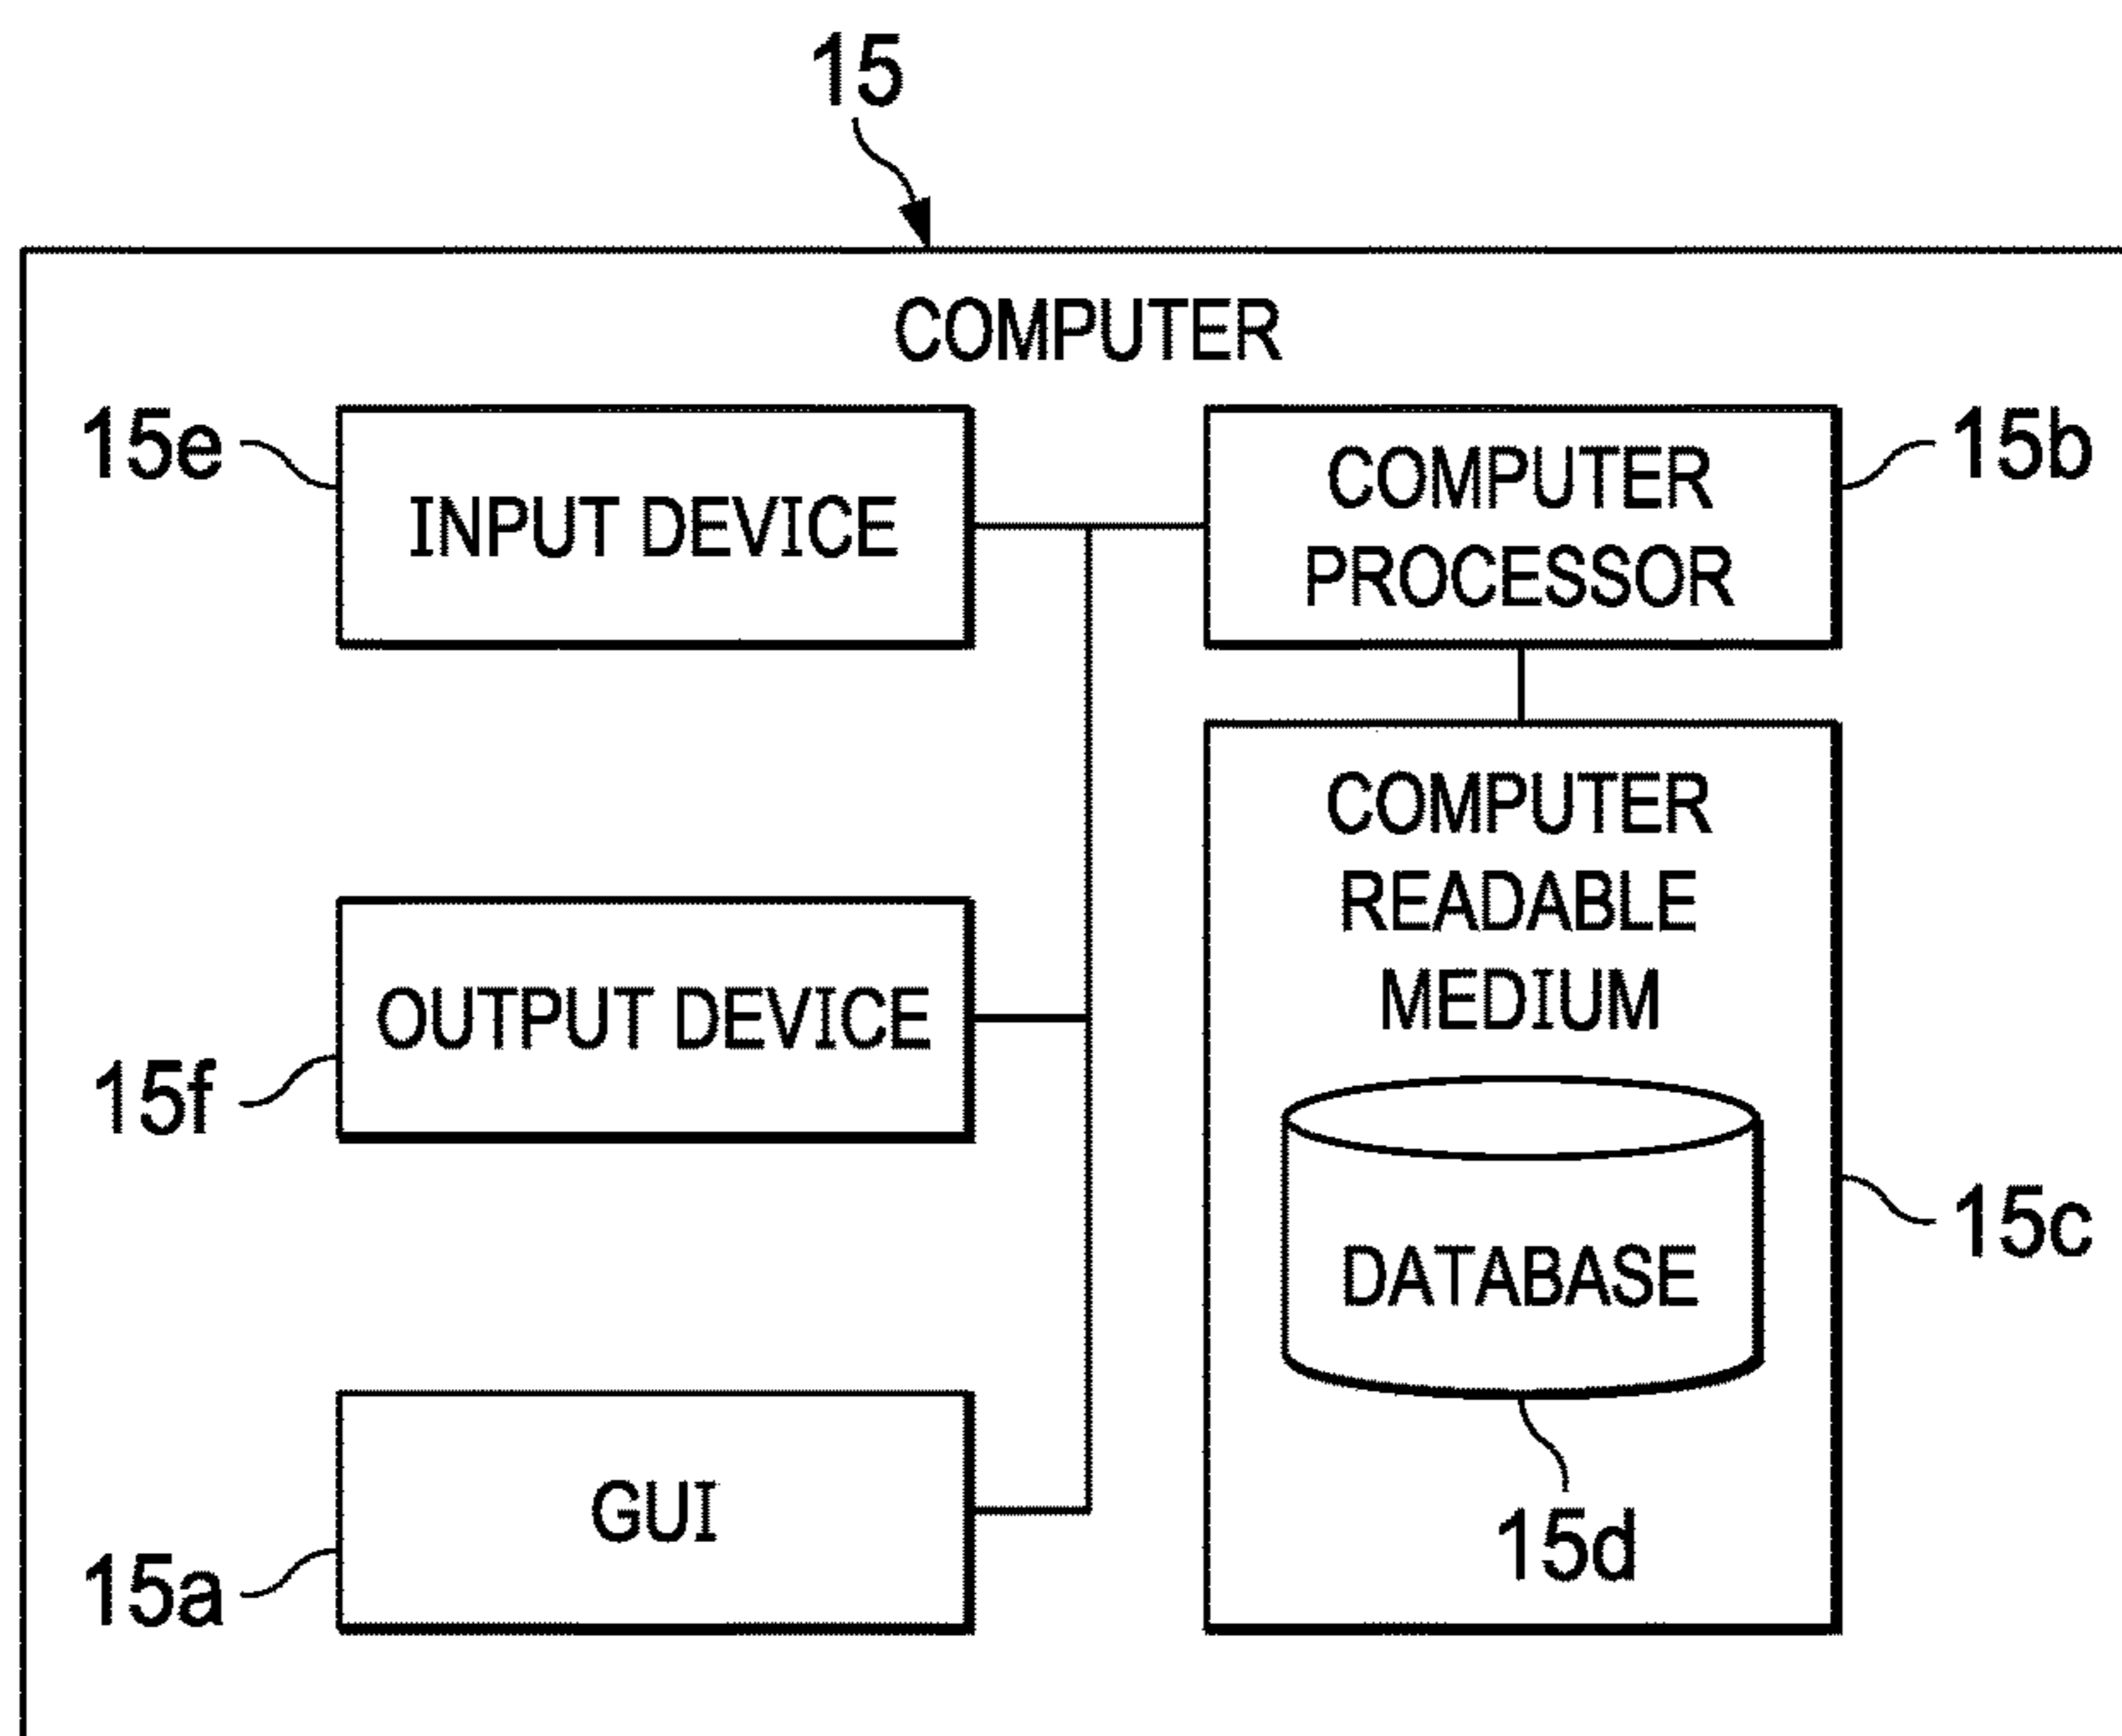 15
COMPUTER
15e
INPUT DEVICE
COMPUTER
PROCESSOR
15b
COMPUTER
READABLE
MEDIUM
OUTPUT DEVICE
15f
DATABASE
15c
GUI
15a
15d